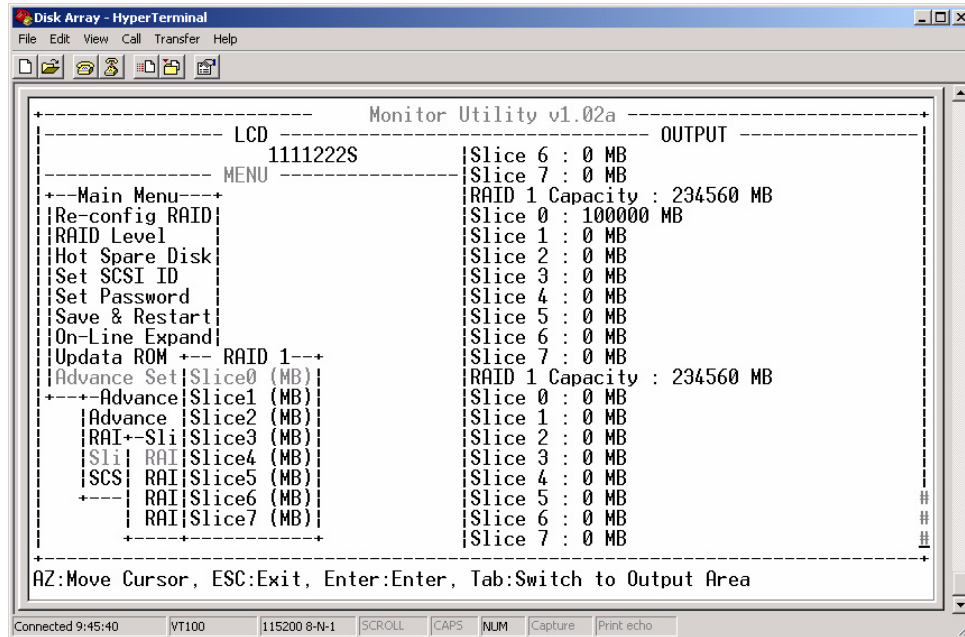 Disk Array - HyperTerminal
File Edit View Call Transfer Help
+-------------------------- Monitor Utility v1.02a ----------------------------+
|----------------- LCD ----------------------------------- OUTPUT -----------------|
1111222S |Slice 6 : 0 MB
|--------------- MENU -----------------|Slice 7 : 0 MB
+--Main Menu---+ |RAID 1 Capacity : 234560 MB
||Re-config RAID| |Slice 0 : 100000 MB
||RAID Level | |Slice 1 : 0 MB
||Hot Spare Disk| |Slice 2 : 0 MB
||Set SCSI ID | |Slice 3 : 0 MB
||Set Password | |Slice 4 : 0 MB
||Save & Restart| |Slice 5 : 0 MB
||On-Line Expand| |Slice 6 : 0 MB
||Updata ROM +-- RAID 1--+ |Slice 7 : 0 MB
||Advance Set|Slice0 (MB)| |RAID 1 Capacity : 234560 MB
+--+-Advance|Slice1 (MB)| |Slice 0 : 0 MB
|Advance |Slice2 (MB)| |Slice 1 : 0 MB
|RAI+-Sli|Slice3 (MB)| |Slice 2 : 0 MB
|Sli| RAI|Slice4 (MB)| |Slice 3 : 0 MB
|SCS| RAI|Slice5 (MB)| |Slice 4 : 0 MB
+---| RAI|Slice6 (MB)| |Slice 5 : 0 MB #
| RAI|Slice7 (MB)| |Slice 6 : 0 MB #
+----+-----------+ |Slice 7 : 0 MB #
AZ:Move Cursor, ESC:Exit, Enter:Enter, Tab:Switch to Output Area
Connected 9:45:40 VT100 115200 8-N-1 SCROLL CAPS NUM Capture Print echo